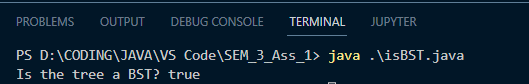 PROBLEMS OUTPUT DEBUG CONSOLE TERMINAL JUPYTER
PS D:\CODING\JAVA\VS Code\SEM_3_Ass_1> java .\isBST.java
Is the tree a BST? true